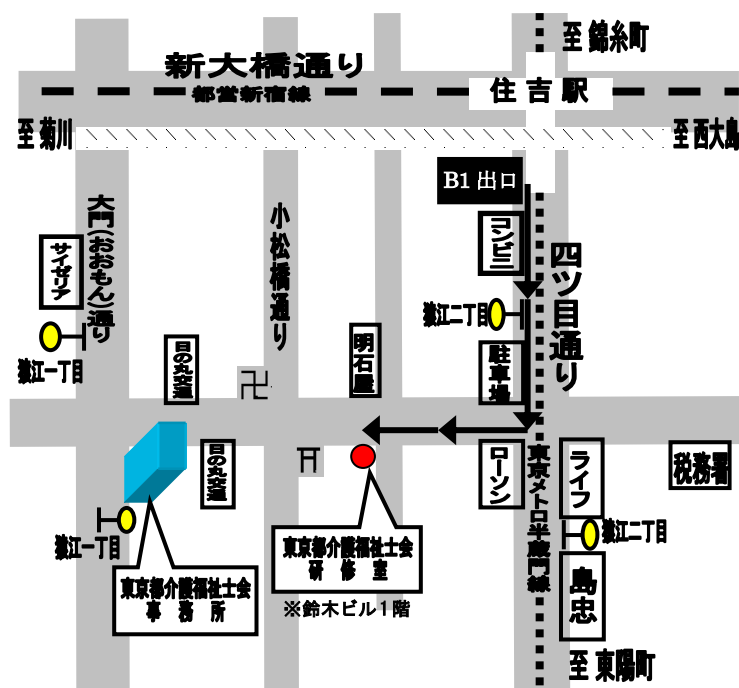 至 錦糸町
新大橋通り
都営新宿線
住吉駅
至 菊川
至 西大島
B1 出口
コンビニ
四ツ目通り
大門(おおもん)通り
小松橋通り
サイゼリア
猿江一丁目
猿江二丁目
日の丸交通
明石屋
駐車場
日の丸交通
ローソン
東京メトロ半蔵門線
ライフ
税務署
猿江一丁目
猿江二丁目
東京都介護福祉士会
研 修 室
※鈴木ビル1階
東京都介護福祉士会
事 務 所
島忠
至 東陽町